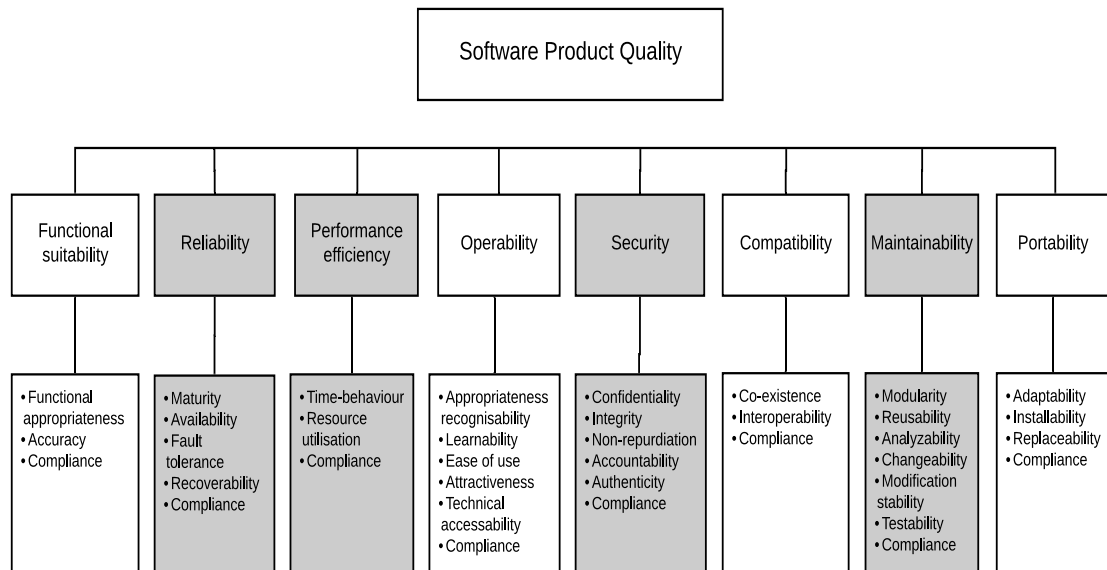 Software Product Quality
Functional
suitability
Reliability
Performance
efficiency
Operability
Security
Compatibility
Maintainability
Portability
• Functional
appropriateness
• Accuracy
• Compliance
• Maturity
• Availability
• Fault
tolerance
• Recoverability
• Compliance
• Time-behaviour
• Resource
utilisation
• Compliance
• Appropriateness
recognisability
• Learnability
• Ease of use
• Attractiveness
• Technical
accessability
• Compliance
• Confidentiality
• Integrity
• Non-repurdiation
• Accountability
• Authenticity
• Compliance
• Co-existence
• Interoperability
• Compliance
• Modularity
• Reusability
• Analyzability
• Changeability
• Modification
stability
• Testability
• Compliance
• Adaptability
• Installability
• Replaceability
• Compliance